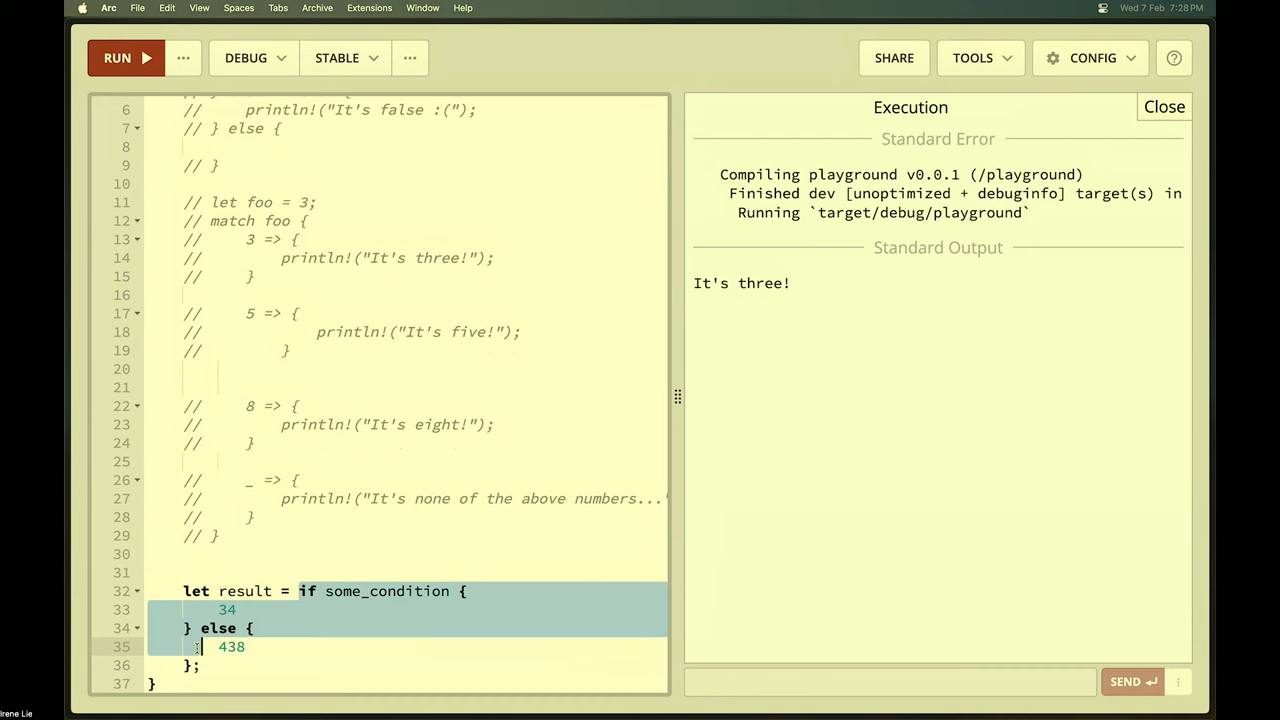 Arc File Edit View Spaces Tabs Archive Extensions Window Help Wed 7 Feb 7:28 PM
RUN ... DEBUG STABLE ... SHARE TOOLS CONFIG ?
6 // println!("It's false :(");
7 // } else {
8
9 // }
10
11 // let foo = 3;
12 // match foo {
13 // 3 => {
14 // println!("It's three!");
15 // }
16
17 // 5 => {
18 // println!("It's five!");
19 // }
20
21
22 // 8 => {
23 // println!("It's eight!");
24 // }
25
26 // _ => {
27 // println!("It's none of the above numbers..."
28 // }
29 // }
30
31
32 let result = if some_condition {
33 34
34 } else {
35 438
36 };
37 }
Execution
Close
Standard Error
Compiling playground v0.0.1 (/playground)
Finished dev [unoptimized + debuginfo] target(s) in
Running `target/debug/playground`
Standard Output
It's three!
SEND
Irene Lie